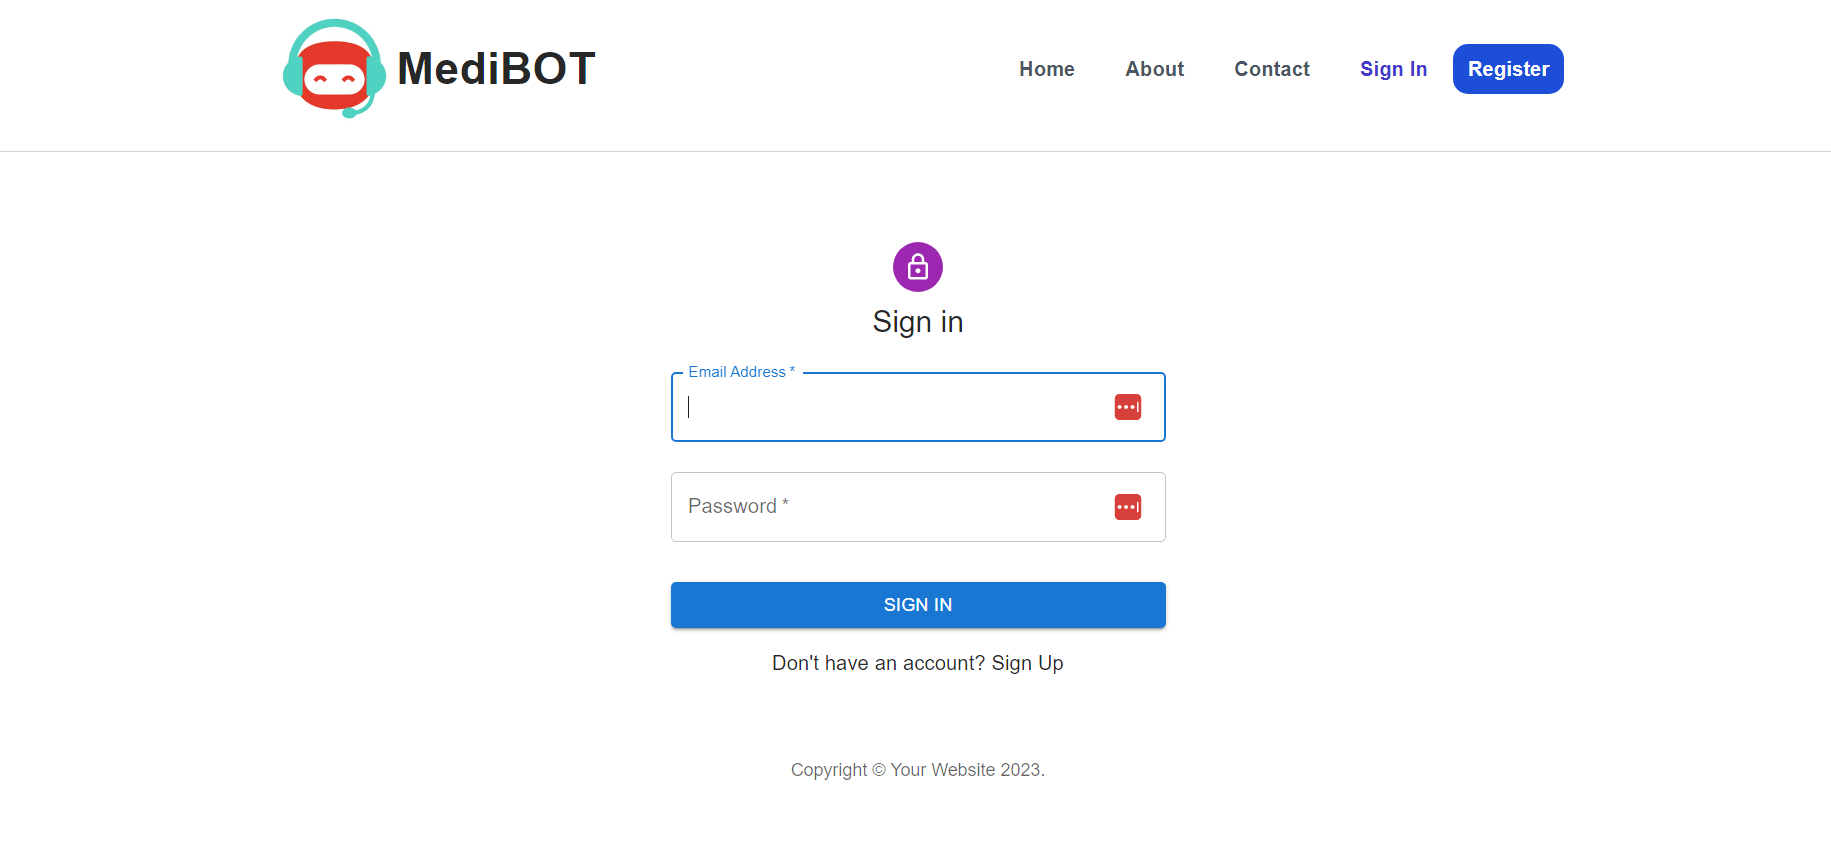 MediBOT
Home About Contact Sign In Register
Sign in
Email Address *
Password *
SIGN IN
Don't have an account? Sign Up
Copyright © Your Website 2023.